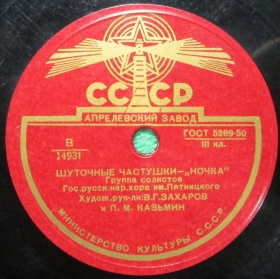 СССР
АПРЕЛЕВСКИЙ ЗАВОД
В
14931
ГОСТ 5289-50
III кл.
ШУТОЧНЫЕ ЧАСТУШКИ—„НОЧКА"
Группа солистов
Гос.русск.нар.хора им.Пятницкого
Худож.рук-ли: В.Г.ЗАХАРОВ
и П. М. КАЗЬМИН
МИНИСТЕРСТВО КУЛЬТУРЫ СССР